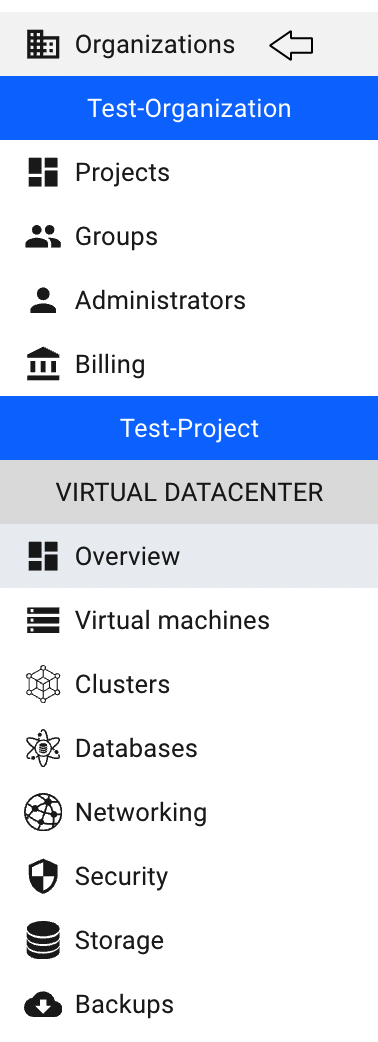 Organizations
Test-Organization
Projects
Groups
Administrators
Billing
Test-Project
VIRTUAL DATACENTER
Overview
Virtual machines
Clusters
Databases
Networking
Security
Storage
Backups